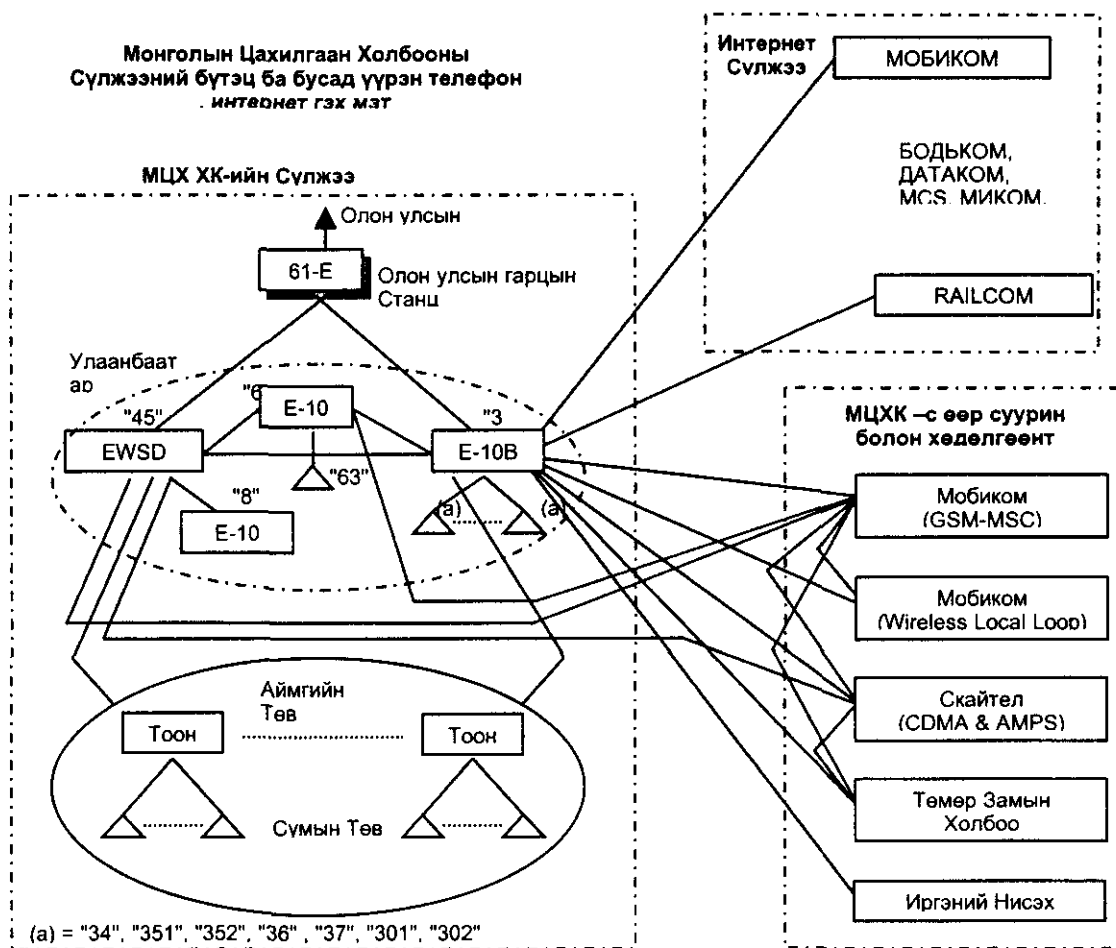 Монголын Цахилгаан Холбооны
Сүлжээний бүтэц ба бусад үүрэн телефон
. интернет гэх мэт
МЦХ ХК-ийн Сүлжээ
Олон улсын
61-E
Олон улсын гарцын
Станц
Улаанбаат
ар
"45"
"6
"3
EWSD
E-10
E-10B
"63"
"8"
E-10
(a)
(a)
Аймгийн
Төв
Тоон
Тоон
Сумын Төв
(a) = "34", "351", "352", "36" , "37", "301", "302"
Интернет
Сүлжээ
МОБИКОМ
БОДЬКОМ,
ДАТАКОМ,
MCS, МИКОМ,
RAILCOM
МЦХК –с өөр суурин
болон хөдөлгөөнт
Мобиком
(GSM-MSC)
Мобиком
(Wireless Local Loop)
Скайтел
(CDMA & AMPS)
Төмөр Замын
Холбоо
Иргэний Нисэх